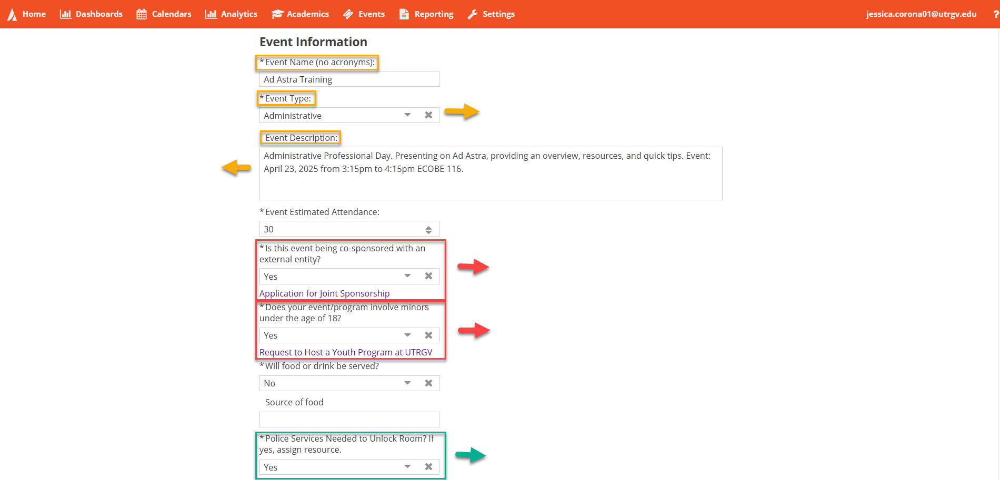 Home Dashboards Calendars Analytics Academics Events Reporting Settings jessica.corona01@utrgv.edu ?
Event Information
* Event Name (no acronyms):
Ad Astra Training
* Event Type:
Administrative
Event Description:
Administrative Professional Day. Presenting on Ad Astra, providing an overview, resources, and quick tips. Event:
April 23, 2025 from 3:15pm to 4:15pm ECOBE 116.
* Event Estimated Attendance:
30
* Is this event being co-sponsored with an
external entity?
Yes
Application for Joint Sponsorship
* Does your event/program involve minors
under the age of 18?
Yes
Request to Host a Youth Program at UTRGV
* Will food or drink be served?
No
Source of food
* Police Services Needed to Unlock Room? If
yes, assign resource.
Yes